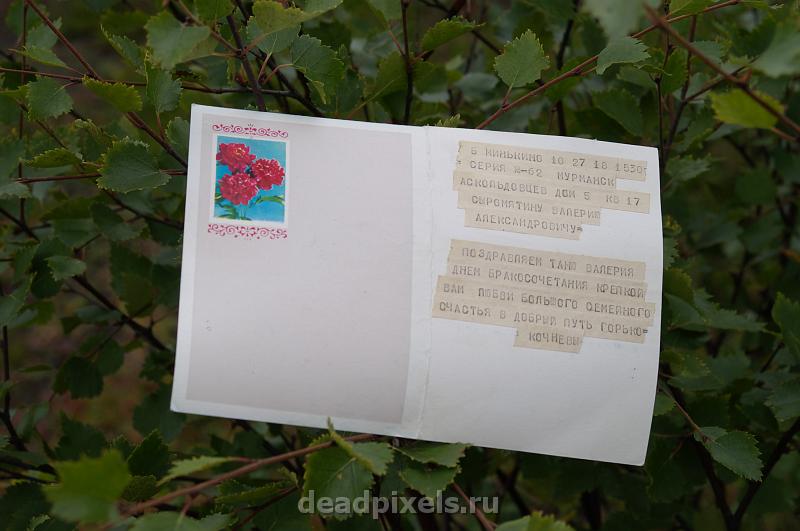 Б МИНЬКИНО 10 27 18 1530
СЕРИЯ Ж-62 МУРМАНСК
АСКОЛЬДОВЦЕВ ДОМ 5 КВ 17
СЫРОМЯТИНУ ВАЛЕРИЮ
АЛЕКСАНДРОВИЧУ=
ПОЗДРАВЛЯЕМ ТАНЮ ВАЛЕРИЯ
ДНЕМ БРАКОСОЧЕТАНИЯ КРЕПКОЙ
ВАМ ЛЮБВИ БОЛЬШОГО СЕМЕЙНОГО
СЧАСТЬЯ В ДОБРЫЙ ПУТЬ ГОРЬКО=
КОЧНЕВЫ
deadpixels.ru